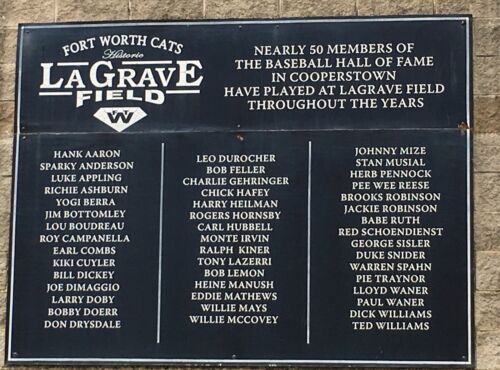 FORT WORTH CATS
Historic
LAGRAVE
FIELD
W
NEARLY 50 MEMBERS OF
THE BASEBALL HALL OF FAME
IN COOPERSTOWN
HAVE PLAYED AT LAGRAVE FIELD
THROUGHOUT THE YEARS
HANK AARON
SPARKY ANDERSON
LUKE APPLING
RICHIE ASHBURN
YOGI BERRA
JIM BOTTOMLEY
LOU BOUDREAU
ROY CAMPANELLA
EARL COMBS
KIKI CUYLER
BILL DICKEY
JOE DIMAGGIO
LARRY DOBY
BOBBY DOERR
DON DRYSDALE
LEO DUROCHER
BOB FELLER
CHARLIE GEHRINGER
CHICK HAFEY
HARRY HEILMAN
ROGERS HORNSBY
CARL HUBBELL
MONTE IRVIN
RALPH KINER
TONY LAZERRI
BOB LEMON
HEINE MANUSH
EDDIE MATHEWS
WILLIE MAYS
WILLIE MCCOVEY
JOHNNY MIZE
STAN MUSIAL
HERB PENNOCK
PEE WEE REESE
BROOKS ROBINSON
JACKIE ROBINSON
BABE RUTH
RED SCHOENDIENST
GEORGE SISLER
DUKE SNIDER
WARREN SPAHN
PIE TRAYNOR
LLOYD WANER
PAUL WANER
DICK WILLIAMS
TED WILLIAMS